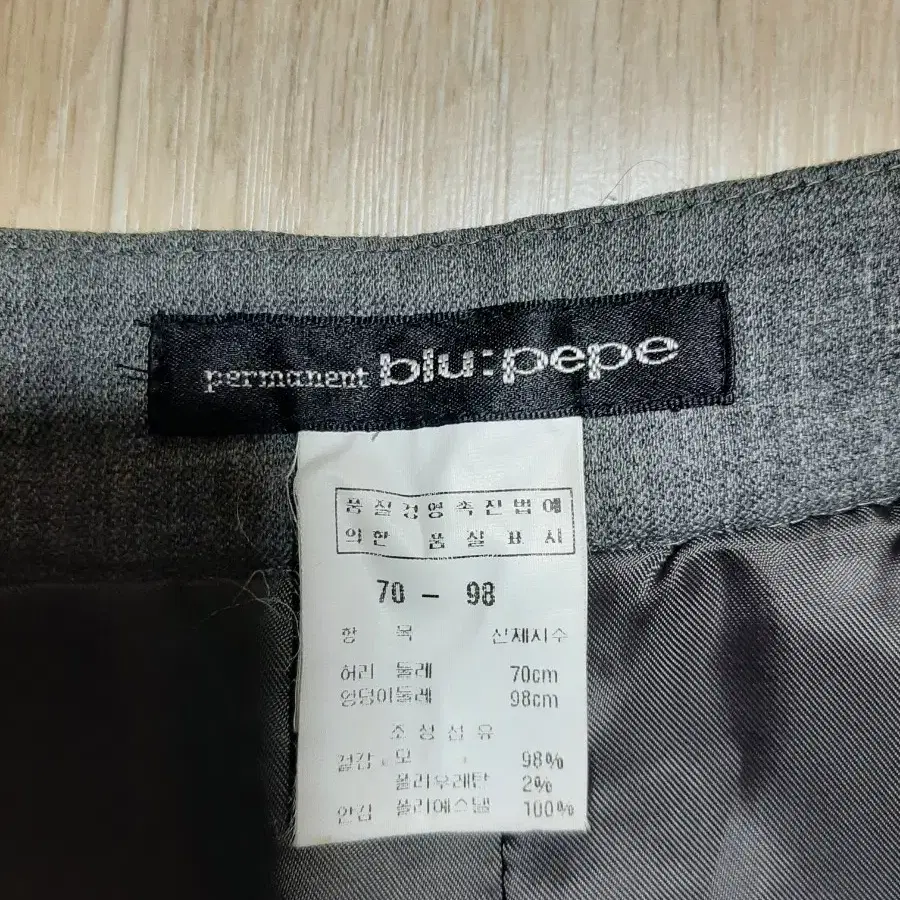 permanent blu:pepe
품질경영촉진법에
의한 품질표시
70 - 98
항 목 신체치수
허리 둘레 70cm
엉덩이둘레 98cm
조성섬유
겉감 모 98%
폴리우레탄 2%
안감 폴리에스텔 100%